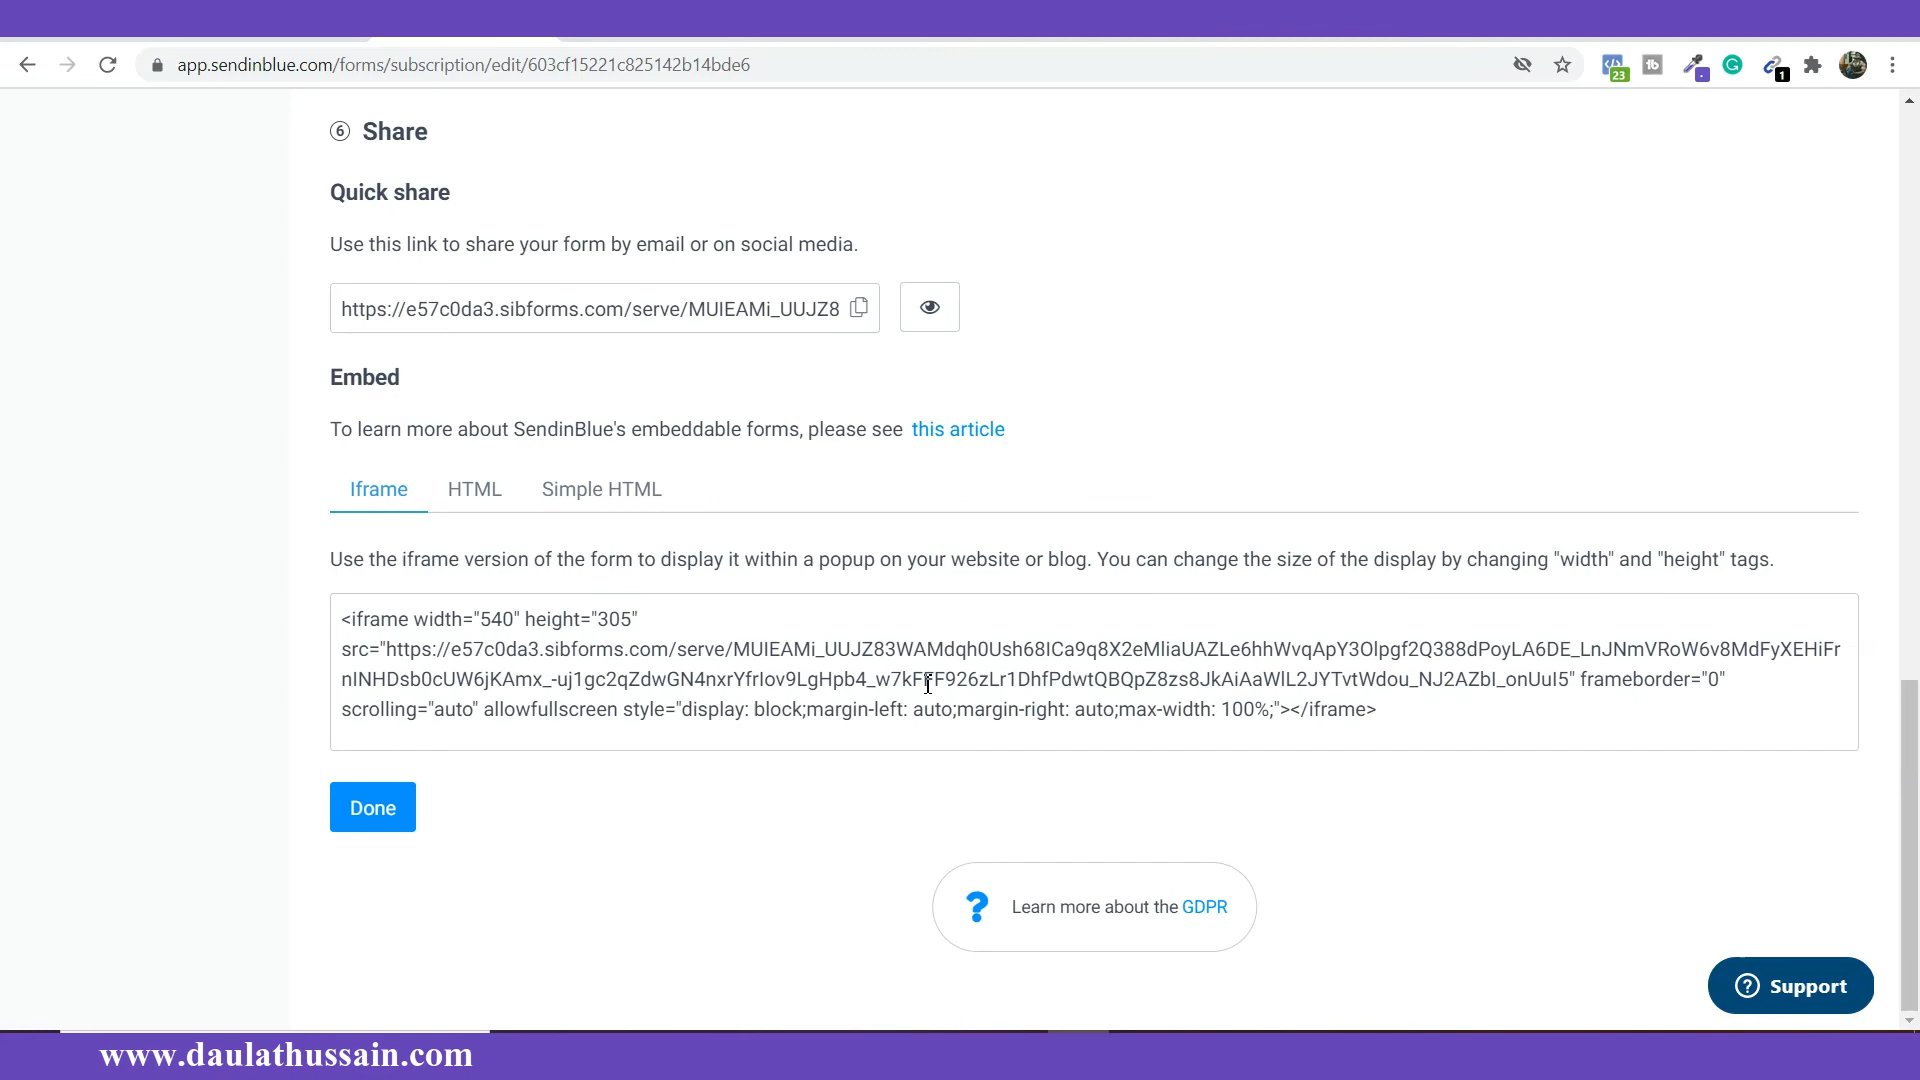 app.sendinblue.com/forms/subscription/edit/603cf15221c825142b14bde6
23
1
6 Share
Quick share
Use this link to share your form by email or on social media.
https://e57c0da3.sibforms.com/serve/MUIEAMi_UUJZ8
Embed
To learn more about SendinBlue's embeddable forms, please see this article
Iframe HTML Simple HTML
Use the iframe version of the form to display it within a popup on your website or blog. You can change the size of the display by changing "width" and "height" tags.
<iframe width="540" height="305"
src="https://e57c0da3.sibforms.com/serve/MUIEAMi_UUJZ83WAMdqh0Ush68ICa9q8X2eMliaUAZLe6hhWvqApY3Olpgf2Q388dPoyLA6DE_LnJNmVRoW6v8MdFyXEHiFr
nINHDsb0cUW6jKAmx_-uj1gc2qZdwGN4nxrYfrIov9LgHpb4_w7kFFF926zLr1DhfPdwtQBQpZ8zs8JkAiAaWlL2JYTvtWdou_NJ2AZbI_onUuI5" frameborder="0"
scrolling="auto" allowfullscreen style="display: block;margin-left: auto;margin-right: auto;max-width: 100%;"></iframe>
Done
? Learn more about the GDPR
? Support
www.daulathussain.com